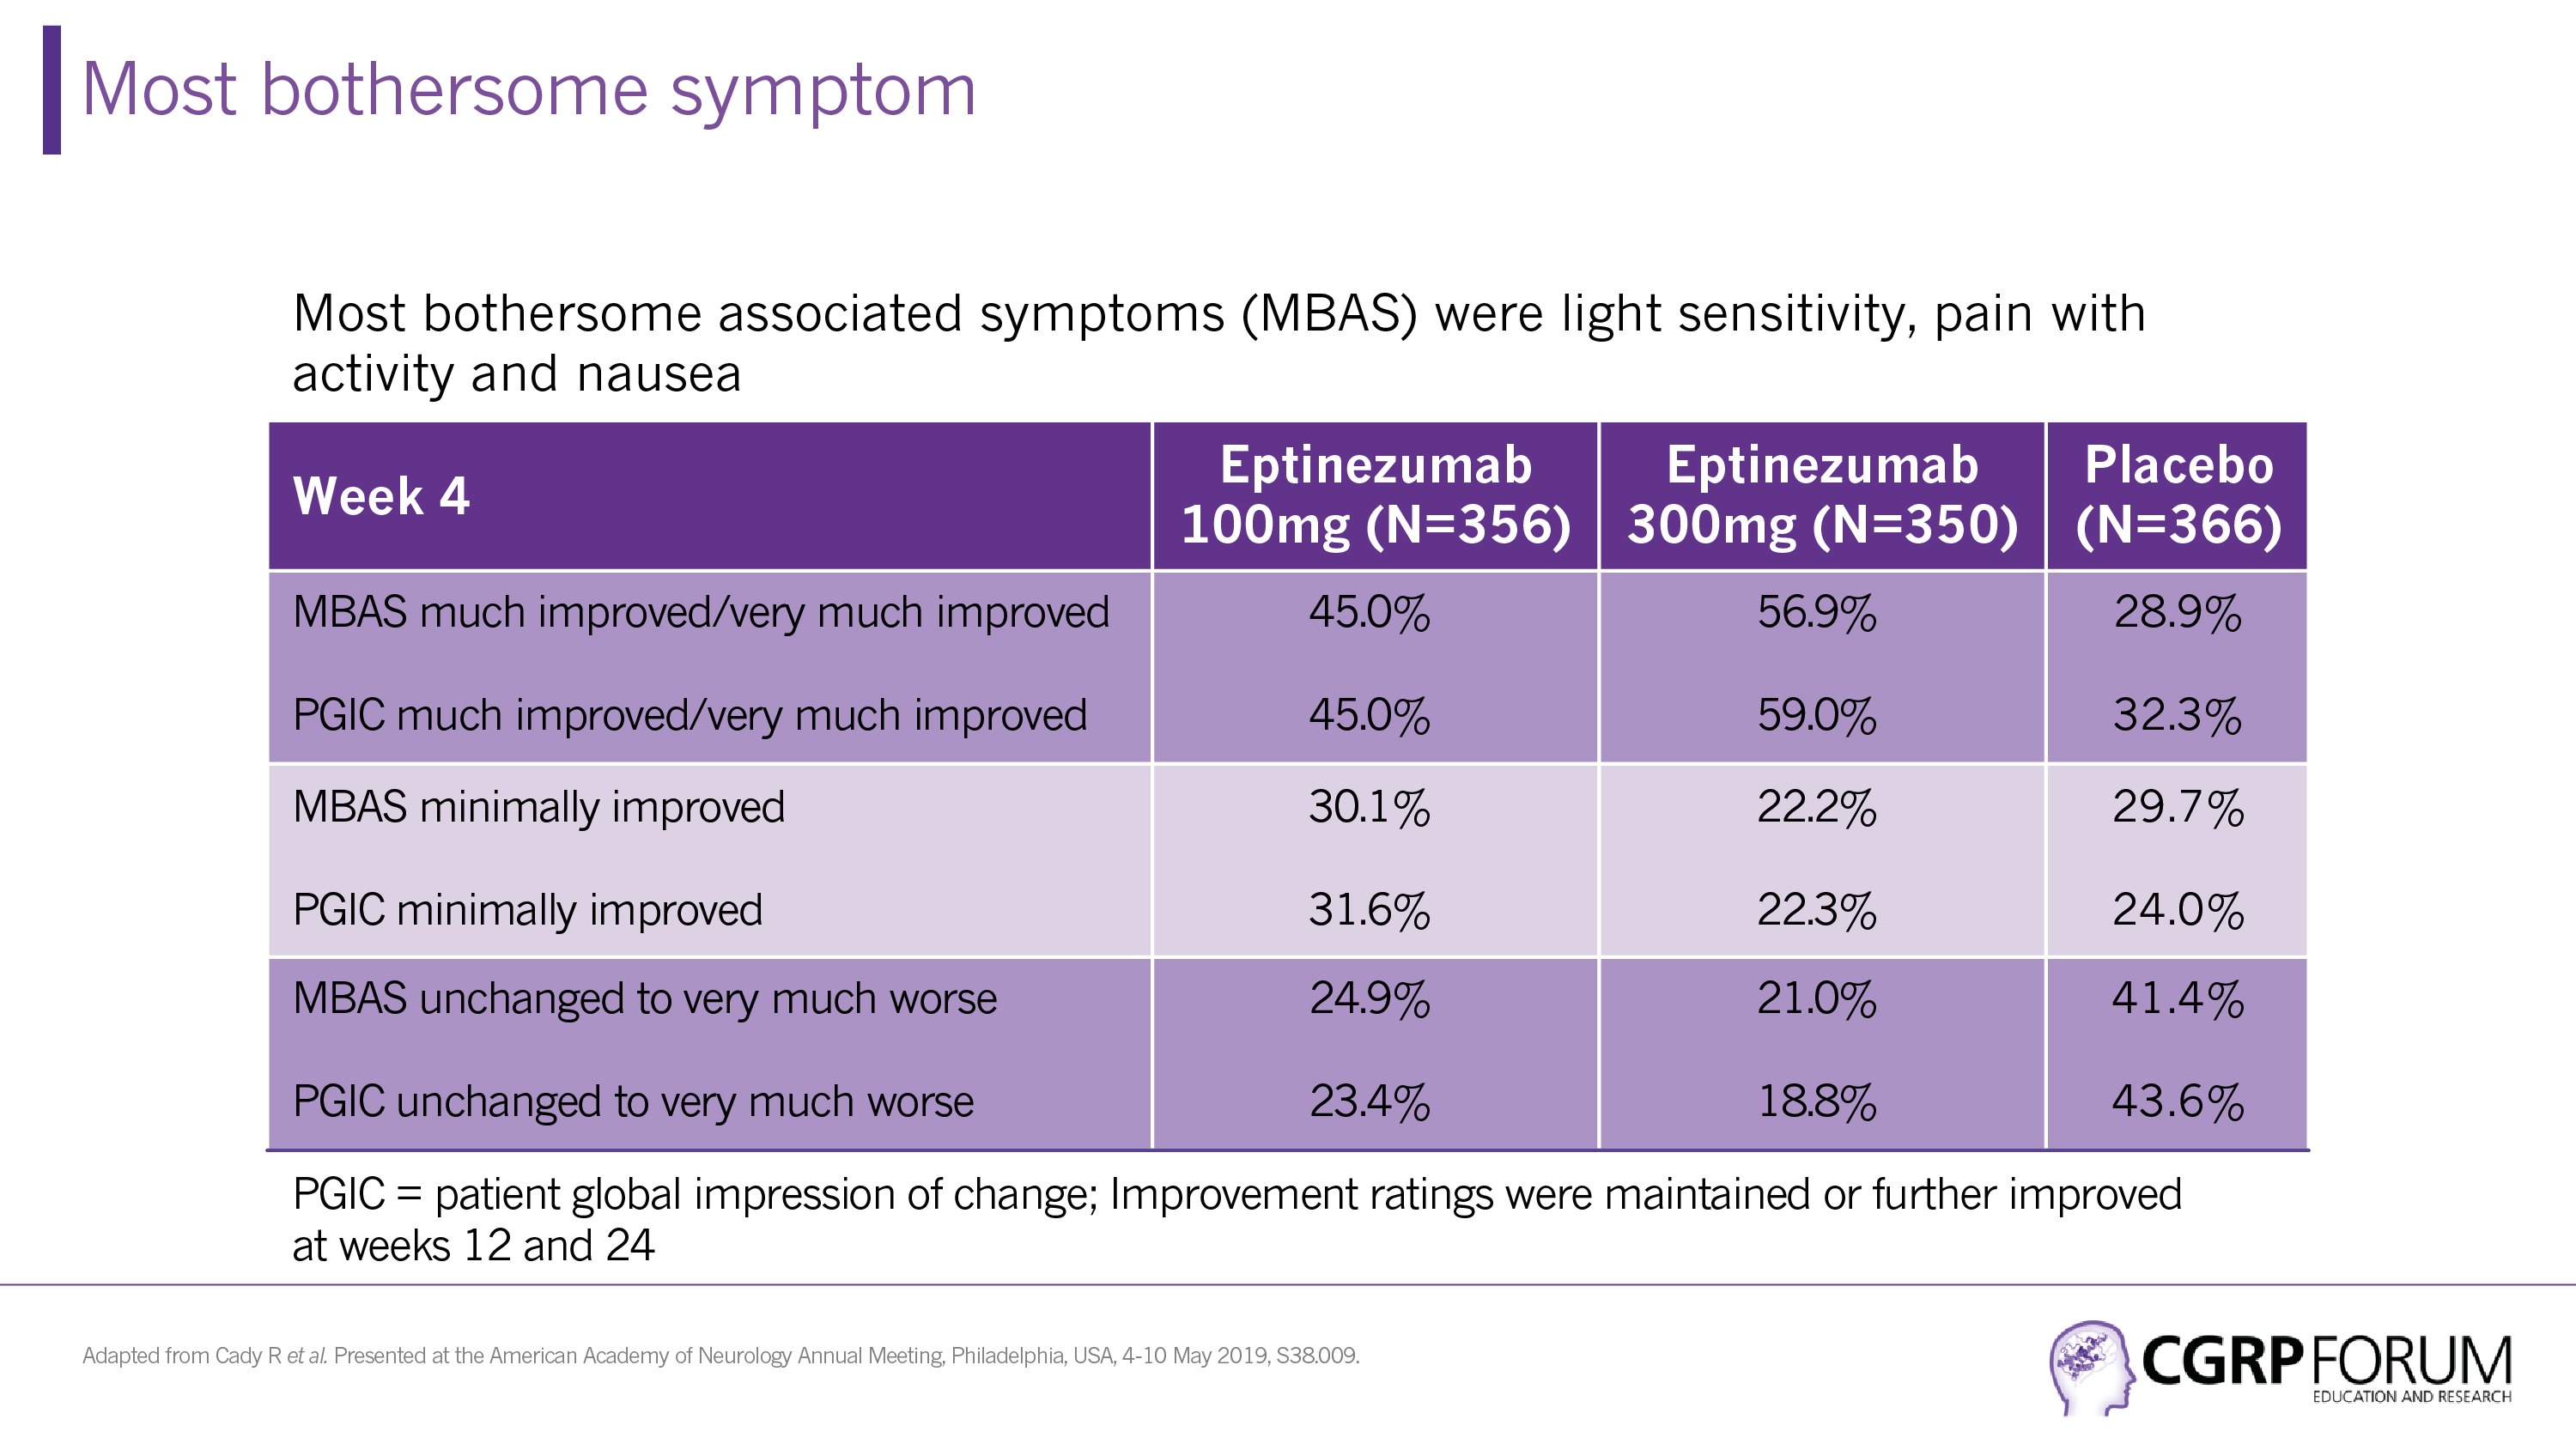 Most bothersome symptom
Most bothersome associated symptoms (MBAS) were light sensitivity, pain with
activity and nausea
Week 4
Eptinezumab
100mg (N=356)
Eptinezumab
300mg (N=350)
Placebo
(N=366)
MBAS much improved/very much improved 45.0% 56.9% 28.9%
PGIC much improved/very much improved 45.0% 59.0% 32.3%
MBAS minimally improved 30.1% 22.2% 29.7%
PGIC minimally improved 31.6% 22.3% 24.0%
MBAS unchanged to very much worse 24.9% 21.0% 41.4%
PGIC unchanged to very much worse 23.4% 18.8% 43.6%
PGIC = patient global impression of change; Improvement ratings were maintained or further improved
at weeks 12 and 24
Adapted from Cady R et al. Presented at the American Academy of Neurology Annual Meeting, Philadelphia, USA, 4-10 May 2019, S38.009.
CGRP FORUM
EDUCATION AND RESEARCH